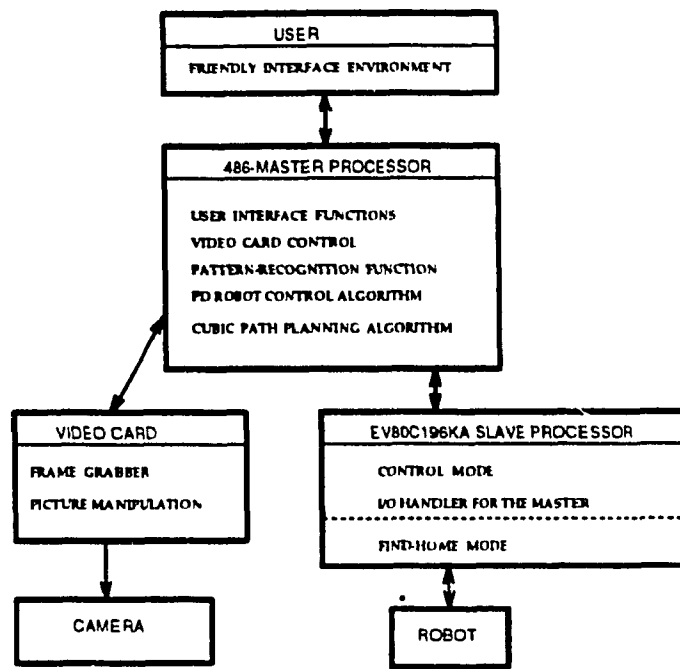 USER
FRIENDLY INTERFACE ENVIRONMENT
486-MASTER PROCESSOR
USER INTERFACE FUNCTIONS
VIDEO CARD CONTROL
PATTERN-RECOGNITION FUNCTION
PD ROBOT CONTROL ALGORITHM
CUBIC PATH PLANNING ALGORITHM
VIDEO CARD
FRAME GRABBER
PICTURE MANIPULATION
EV80C196KA SLAVE PROCESSOR
CONTROL MODE
I/O HANDLER FOR THE MASTER
FIND-HOME MODE
CAMERA
ROBOT